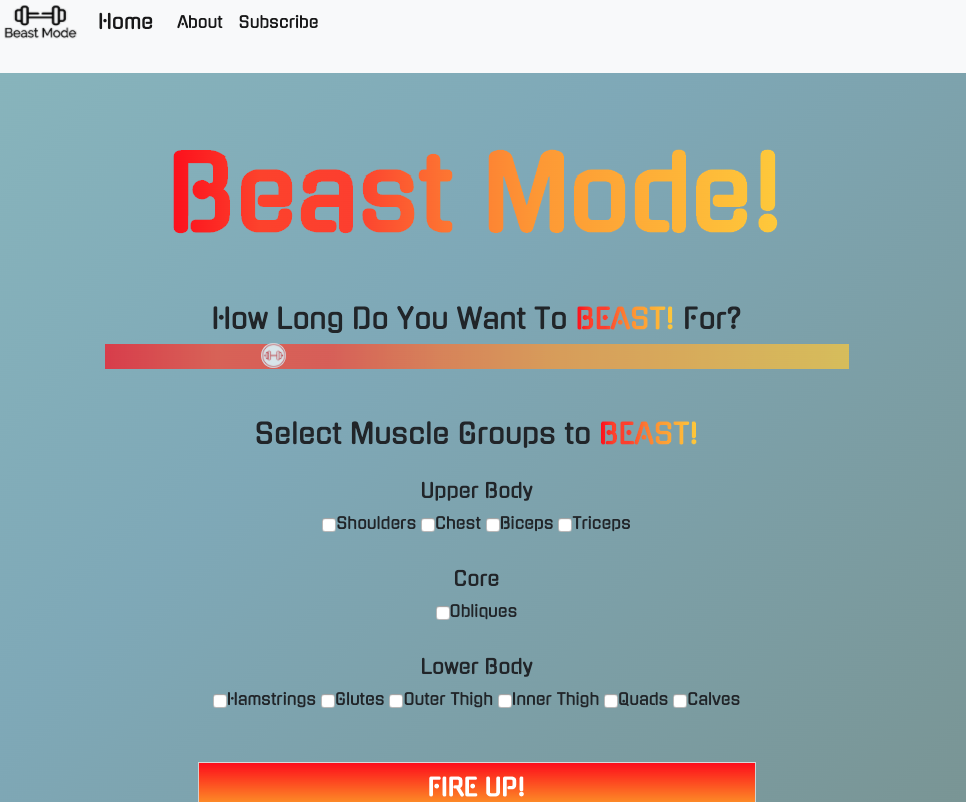 Beast Mode
Home About Subscribe
Beast Mode!
How Long Do You Want To BEAST! For?
Select Muscle Groups to BEAST!
Upper Body
Shoulders Chest Biceps Triceps
Core
Obliques
Lower Body
Hamstrings Glutes Outer Thigh Inner Thigh Quads Calves
FIRE UP!